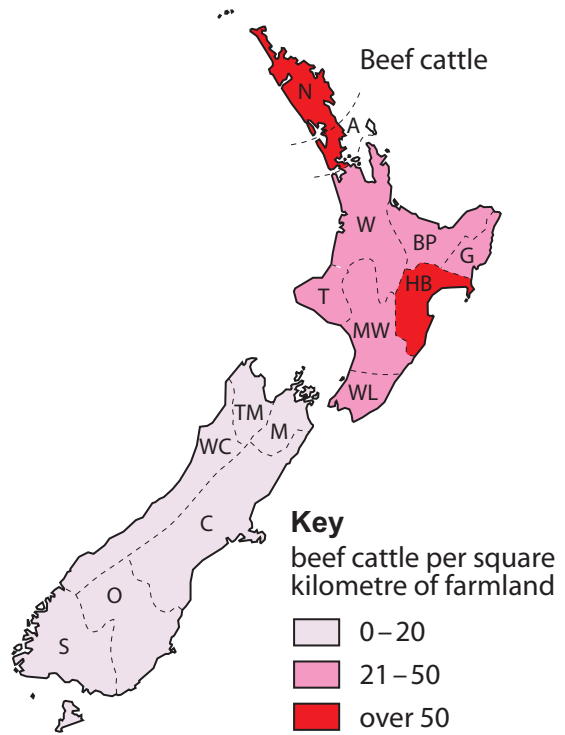 Beef cattle
N
A
W
BP
G
T
HB
MW
WL
TM
M
WC
C
O
S
Key
beef cattle per square
kilometre of farmland
0–20
21–50
over 50